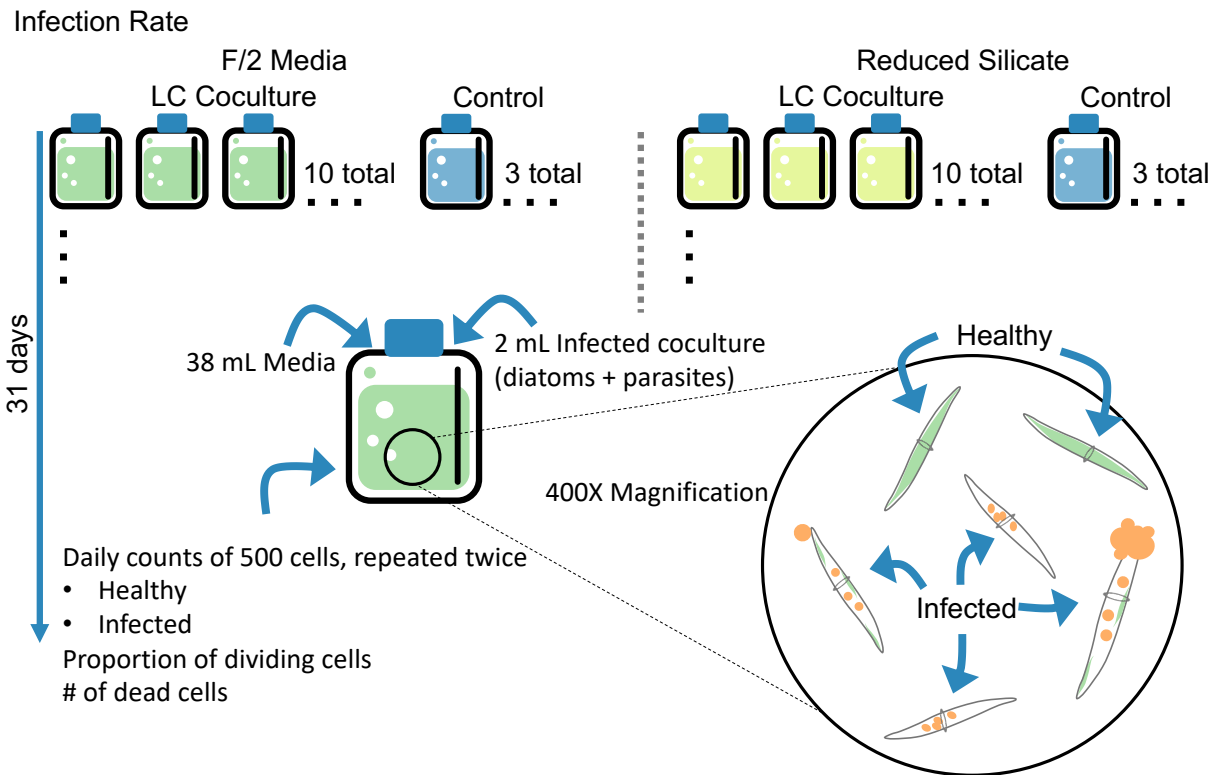 Infection Rate
F/2 Media
LC Coculture
Control
10 total
3 total
Reduced Silicate
LC Coculture
Control
10 total
3 total
31 days
38 mL Media
2 mL Infected coculture
(diatoms + parasites)
400X Magnification
Healthy
Infected
Daily counts of 500 cells, repeated twice
• Healthy
• Infected
Proportion of dividing cells
# of dead cells